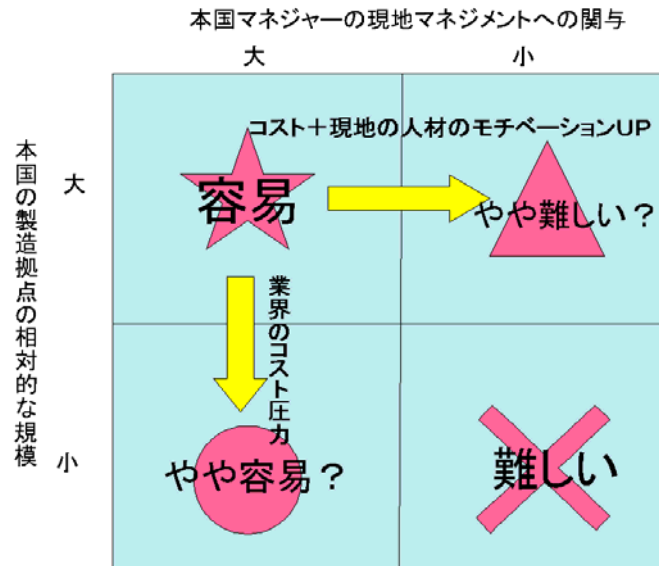 本国マネジャーの現地マネジメントへの関与
大
小
本国の製造拠点の相対的な規模
大
小
コスト＋現地の人材のモチベーションUP
容易
やや難しい？
業界のコスト圧力
やや容易？
難しい